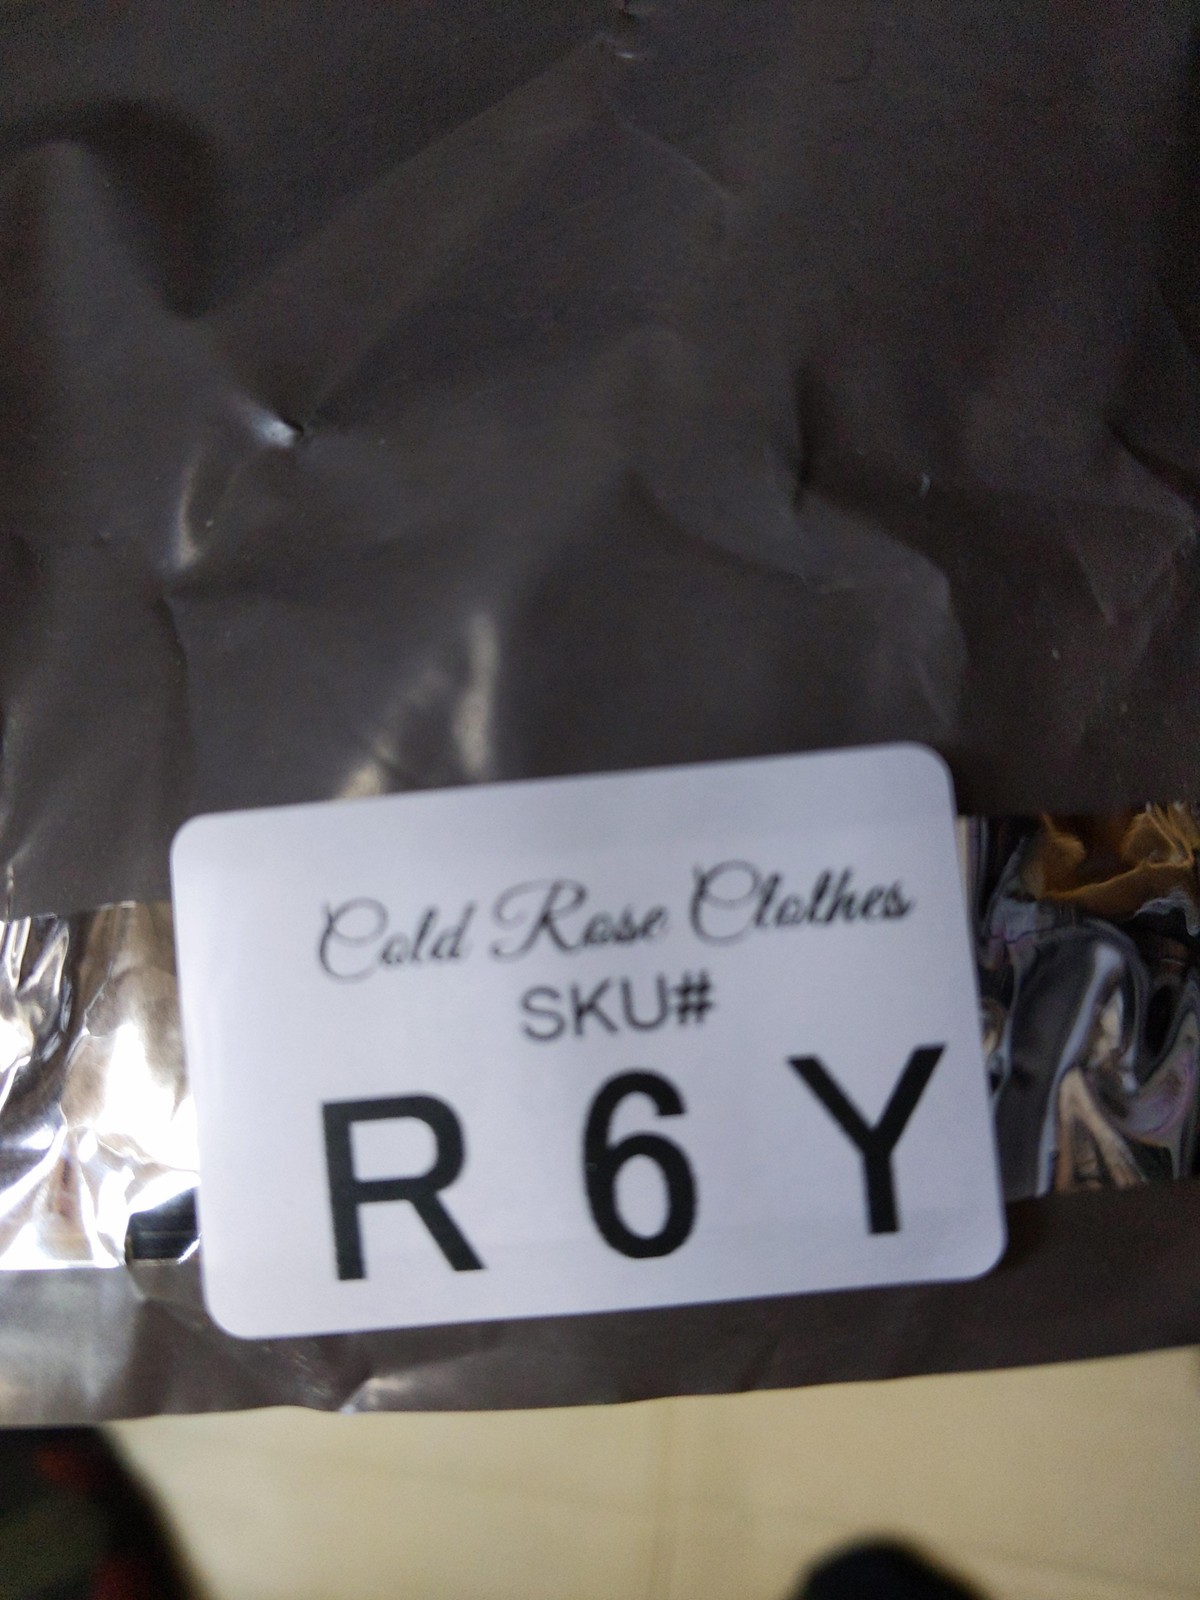 Cold Rose Clothes
SKU#
R 6 Y